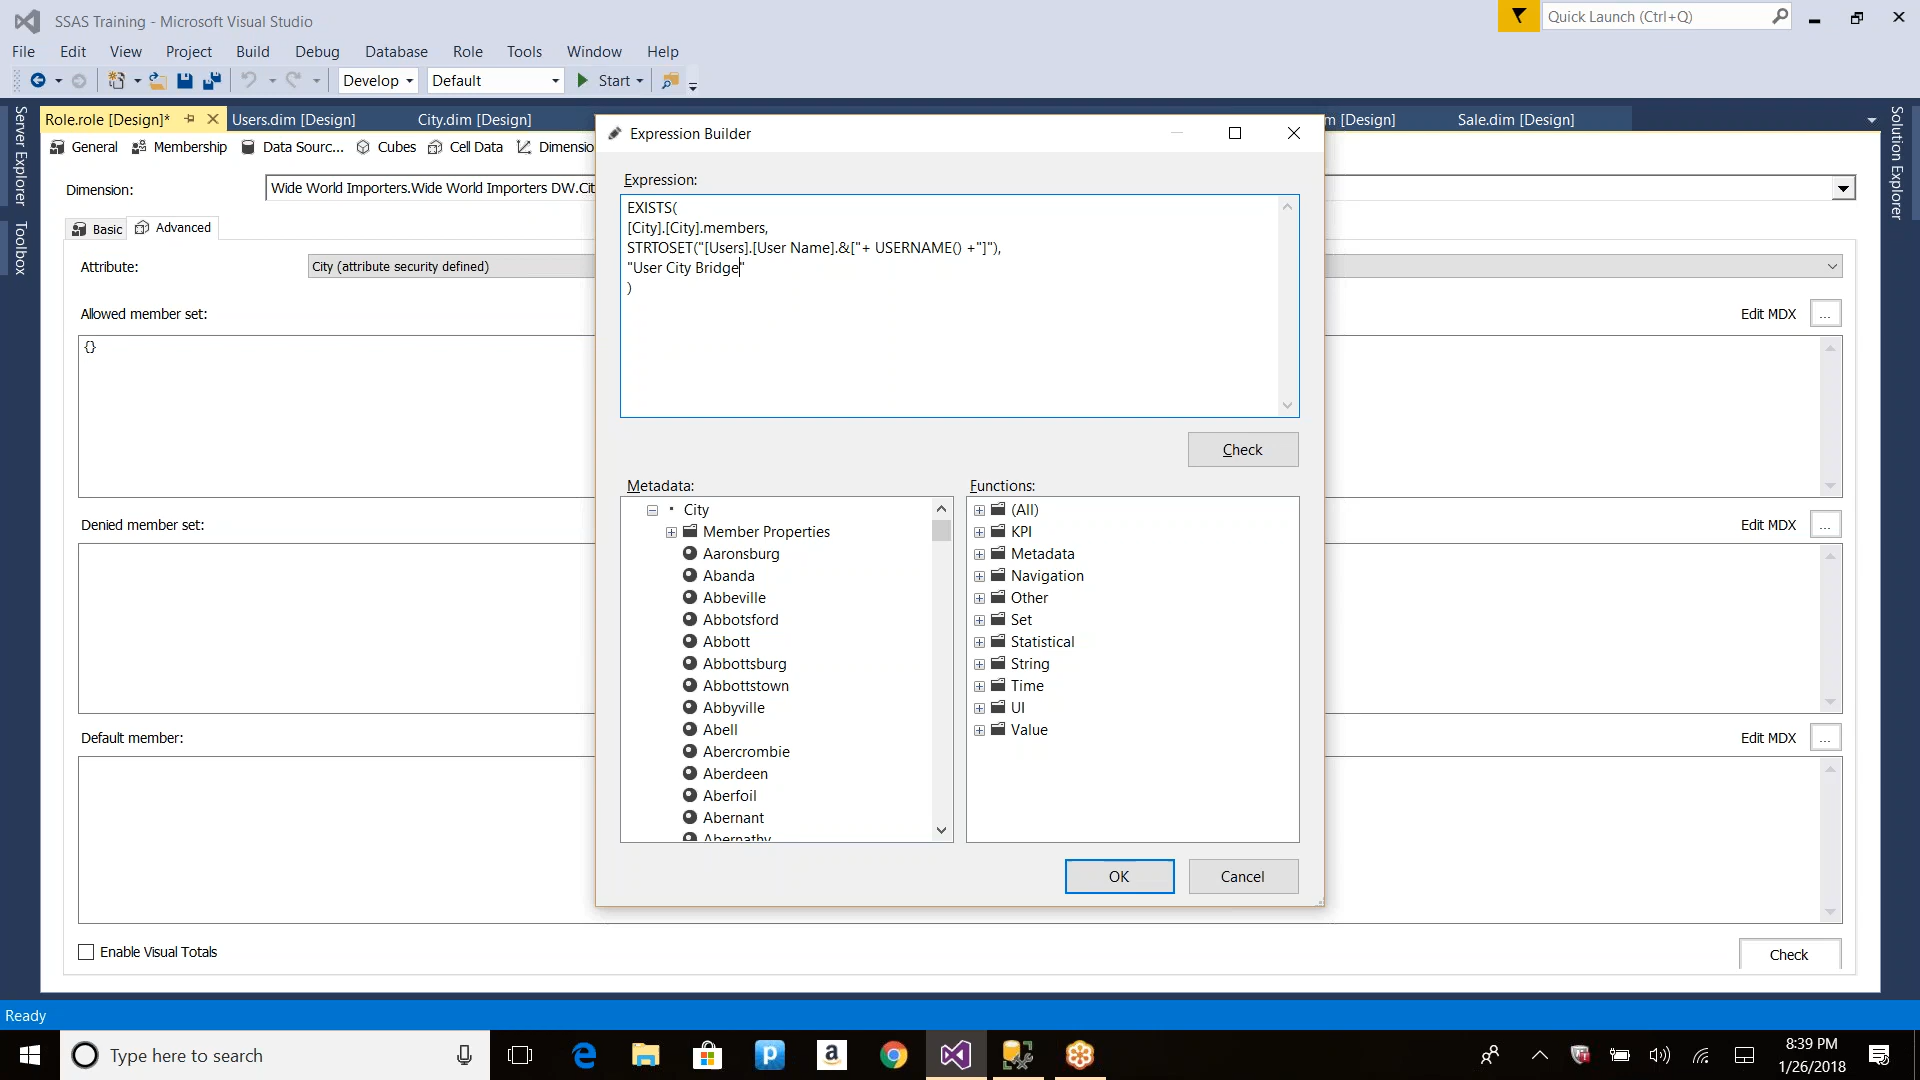 SSAS Training - Microsoft Visual Studio
Quick Launch (Ctrl+Q)
File Edit View Project Build Debug Database Role Tools Window Help
Develop Default Start
Server Explorer
Toolbox
Solution Explorer
Role.role [Design]* Users.dim [Design] City.dim [Design] m [Design] Sale.dim [Design]
General Membership Data Sourc... Cubes Cell Data Dimensio
Dimension: Wide World Importers.Wide World Importers DW.Cit
Basic Advanced
Attribute: City (attribute security defined)
Allowed member set: Edit MDX ...
{}
Denied member set: Edit MDX ...
Default member: Edit MDX ...
Enable Visual Totals Check
Expression Builder
Expression:
EXISTS(
[City].[City].members,
STRTOSET("[Users].[User Name].&["+ USERNAME() +"]"),
"User City Bridge"
)
Check
Metadata: Functions:
City
Member Properties
Aaronsburg
Abanda
Abbeville
Abbotsford
Abbott
Abbottsburg
Abbottstown
Abbyville
Abell
Abercrombie
Aberdeen
Aberfoil
Abernant
Abernathy
(All)
KPI
Metadata
Navigation
Other
Set
Statistical
String
Time
UI
Value
OK Cancel
Ready
Type here to search
8:39 PM
1/26/2018